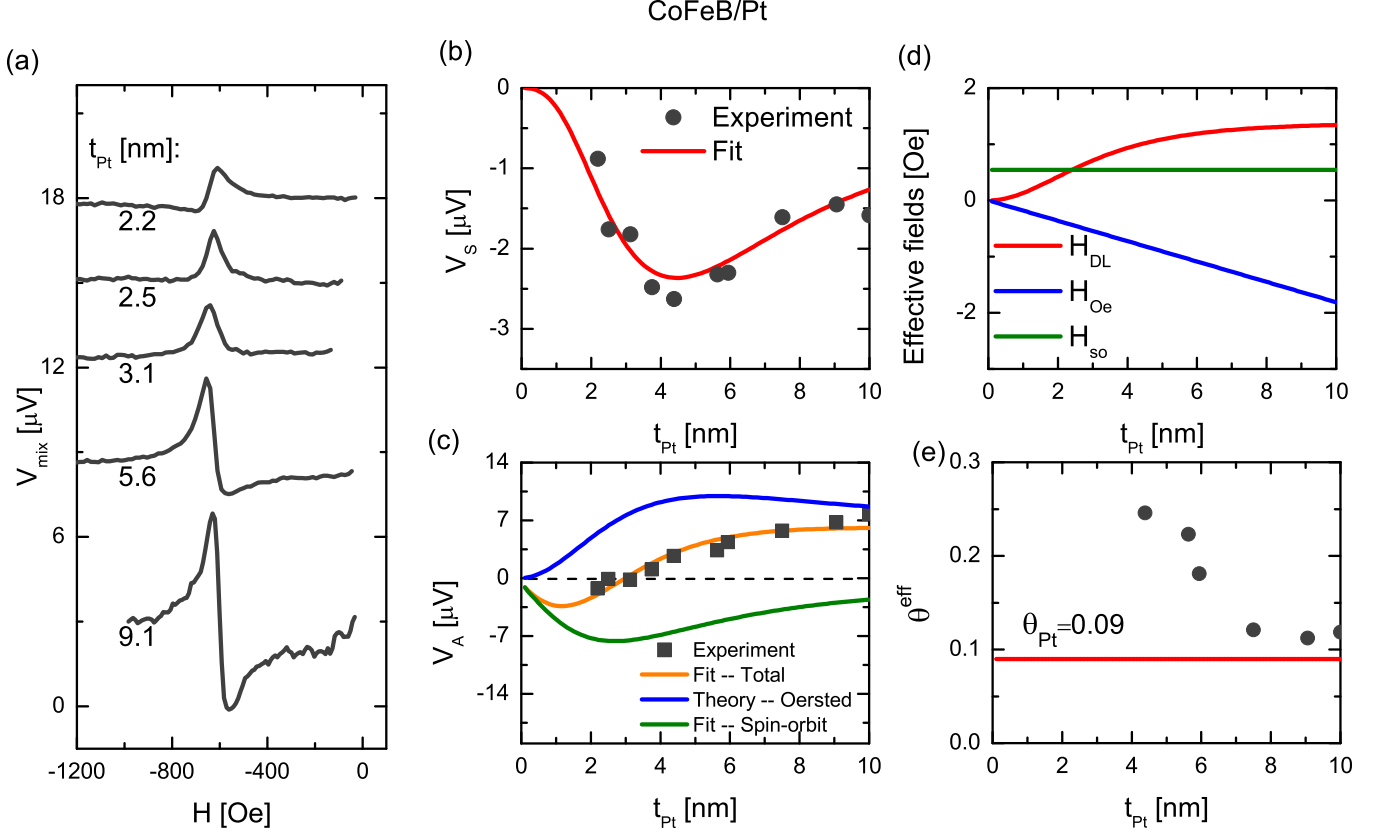 CoFeB/Pt
(a)
t_Pt [nm]:
18
2.2
2.5
3.1
12
5.6
6
9.1
0
V_mix [μV]
-1200 -800 -400 0
H [Oe]
(b)
0
-1
-2
-3
V_S [μV]
Experiment
Fit
0 2 4 6 8 10
t_Pt [nm]
(c)
14
7
0
-7
-14
V_A [μV]
Experiment
Fit -- Total
Theory -- Oersted
Fit -- Spin-orbit
0 2 4 6 8 10
t_Pt [nm]
(d)
2
0
-2
Effective fields [Oe]
H_DL
H_Oe
H_so
0 2 4 6 8 10
t_Pt [nm]
(e)
0.3
0.2
0.1
0.0
θ^eff
θ_Pt=0.09
0 2 4 6 8 10
t_Pt [nm]